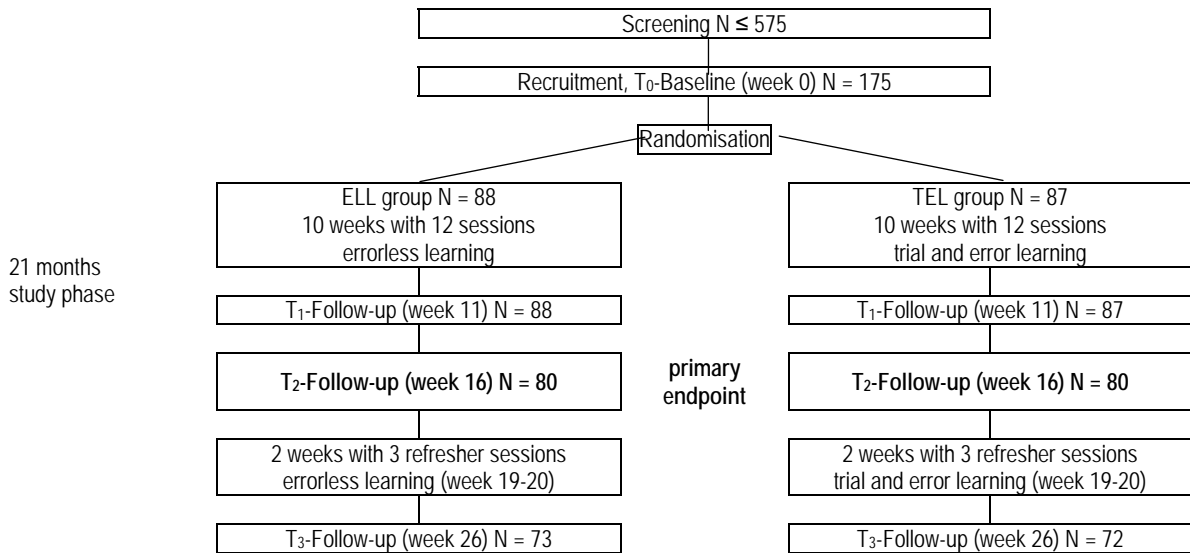 Screening N ≤ 575
Recruitment, T₀-Baseline (week 0) N = 175
Randomisation
ELL group N = 88
10 weeks with 12 sessions
errorless learning
TEL group N = 87
10 weeks with 12 sessions
trial and error learning
21 months
study phase
T₁-Follow-up (week 11) N = 88
T₁-Follow-up (week 11) N = 87
T₂-Follow-up (week 16) N = 80
primary
endpoint
T₂-Follow-up (week 16) N = 80
2 weeks with 3 refresher sessions
errorless learning (week 19-20)
2 weeks with 3 refresher sessions
trial and error learning (week 19-20)
T₃-Follow-up (week 26) N = 73
T₃-Follow-up (week 26) N = 72